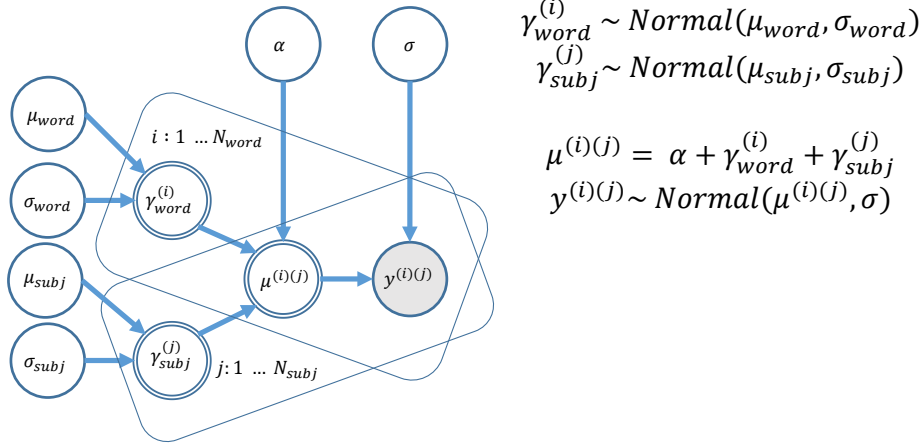 α
σ
μ_word
i : 1 … N_word
σ_word
γ_word^(i)
μ_subj
μ^(i)(j)
y^(i)(j)
σ_subj
γ_subj^(j)
j: 1 … N_subj
γ_word^(i) ~ Normal(μ_word, σ_word)
γ_subj^(j) ~ Normal(μ_subj, σ_subj)
μ^(i)(j) = α + γ_word^(i) + γ_subj^(j)
y^(i)(j) ~ Normal(μ^(i)(j), σ)